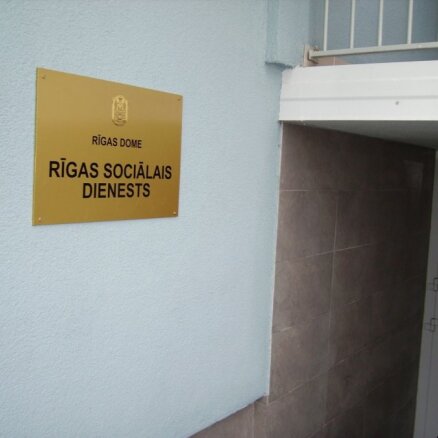 RĪGAS DOME
RĪGAS SOCIĀLAIS
DIENESTS